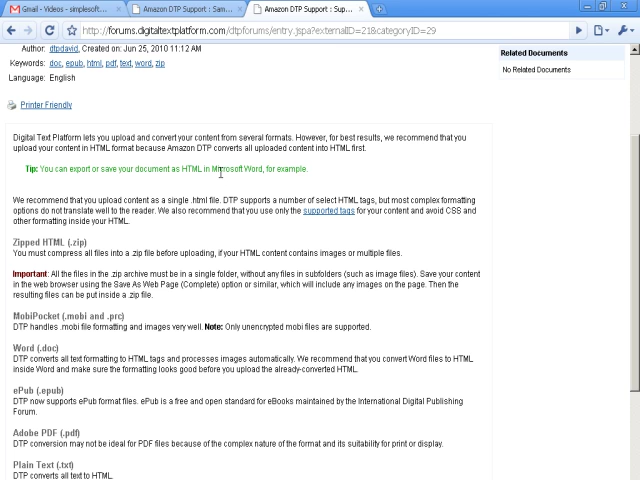 Gmail - Videos - simplesoft...
Amazon DTP Support : Sam...
Amazon DTP Support : Sup...
http://forums.digitaltextplatform.com/dtpforums/entry.jspa?externalID=21&categoryID=29
Author: dtpdavid, Created on: Jun 25, 2010 11:12 AM
Keywords: doc, epub, html, pdf, text, word, zip
Language: English
Printer Friendly
Related Documents
No Related Documents
Digital Text Platform lets you upload and convert your content from several formats. However, for best results, we recommend that you
upload your content in HTML format because Amazon DTP converts all uploaded content into HTML first.
Tip: You can export or save your document as HTML in Microsoft Word, for example.
We recommend that you upload content as a single .html file. DTP supports a number of select HTML tags, but most complex formatting
options do not translate well to the reader. We also recommend that you use only the supported tags for your content and avoid CSS and
other formatting inside your HTML.
Zipped HTML (.zip)
You must compress all files into a .zip file before uploading, if your HTML content contains images or multiple files.
Important: All the files in the .zip archive must be in a single folder, without any files in subfolders (such as image files). Save your content
in the web browser using the Save As Web Page (Complete) option or similar, which will include any images on the page. Then the
resulting files can be put inside a .zip file.
MobiPocket (.mobi and .prc)
DTP handles .mobi file formatting and images very well. Note: Only unencrypted mobi files are supported.
Word (.doc)
DTP converts all text formatting to HTML tags and processes images automatically. We recommend that you convert Word files to HTML
inside Word and make sure the formatting looks good before you upload the already-converted HTML.
ePub (.epub)
DTP now supports ePub format files. ePub is a free and open standard for eBooks maintained by the International Digital Publishing
Forum.
Adobe PDF (.pdf)
DTP conversion may not be ideal for PDF files because of the complex nature of the format and its suitability for print or display.
Plain Text (.txt)
DTP converts all text to HTML.